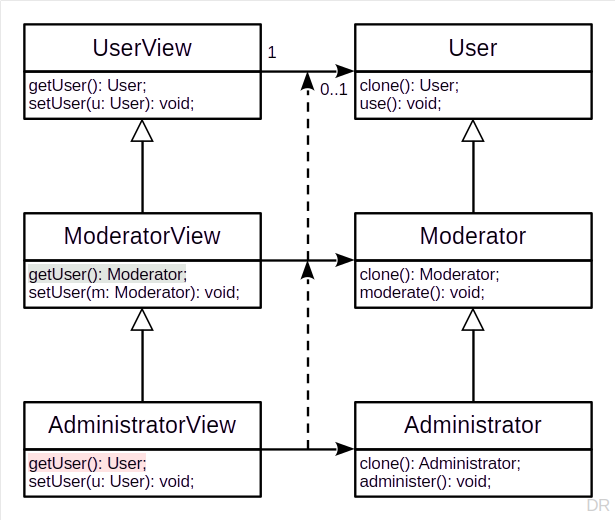 UserView
getUser(): User;
setUser(u: User): void;
1
0..1
User
clone(): User;
use(): void;
ModeratorView
getUser(): Moderator;
setUser(m: Moderator): void;
Moderator
clone(): Moderator;
moderate(): void;
AdministratorView
getUser(): User;
setUser(u: User): void;
Administrator
clone(): Administrator;
administer(): void;
DR